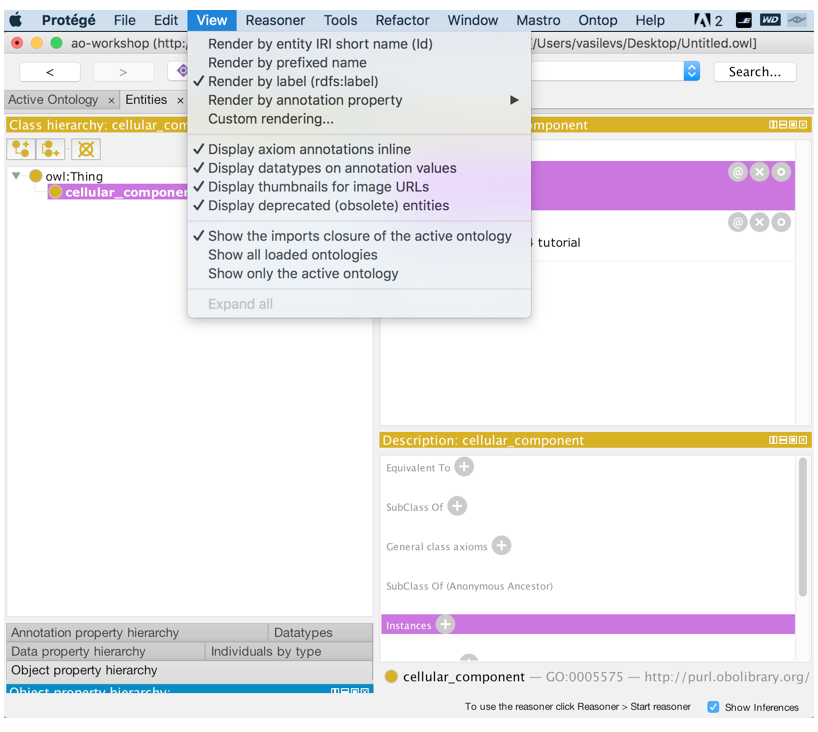 Protégé File Edit View Reasoner Tools Refactor Window Mastro Ontop Help 2 WD
ao-workshop (http:
/Users/vasilevs/Desktop/Untitled.owl]
< > Search...
Active Ontology × Entities ×
Class hierarchy: cellular_com
mponent
owl:Thing
cellular_componen
Render by entity IRI short name (Id)
Render by prefixed name
✓ Render by label (rdfs:label)
Render by annotation property ▶
Custom rendering...
✓ Display axiom annotations inline
✓ Display datatypes on annotation values
✓ Display thumbnails for image URLs
✓ Display deprecated (obsolete) entities
✓ Show the imports closure of the active ontology
Show all loaded ontologies
Show only the active ontology
Expand all
tutorial
Description: cellular_component
Equivalent To
SubClass Of
General class axioms
SubClass Of (Anonymous Ancestor)
Instances
Annotation property hierarchy Datatypes
Data property hierarchy Individuals by type
Object property hierarchy
Object property hierarchy:
cellular_component — GO:0005575 — http://purl.obolibrary.org/
To use the reasoner click Reasoner > Start reasoner ✓ Show Inferences